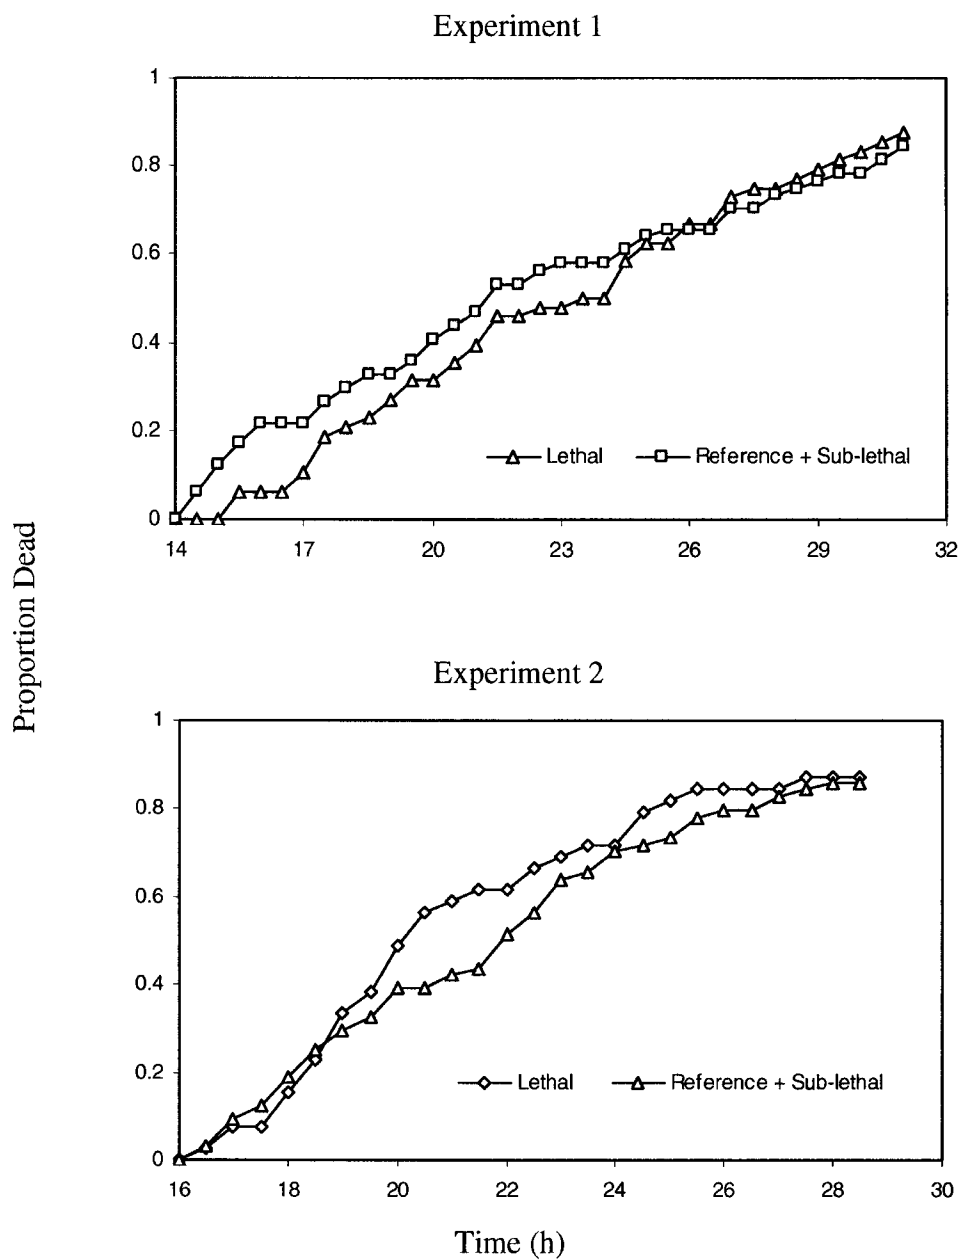 Experiment 1
1
0.8
0.6
0.4
0.2
0
Lethal Reference + Sub-lethal
14 17 20 23 26 29 32
Proportion Dead
Experiment 2
1
0.8
0.6
0.4
0.2
0
Lethal Reference + Sub-lethal
16 18 20 22 24 26 28 30
Time (h)